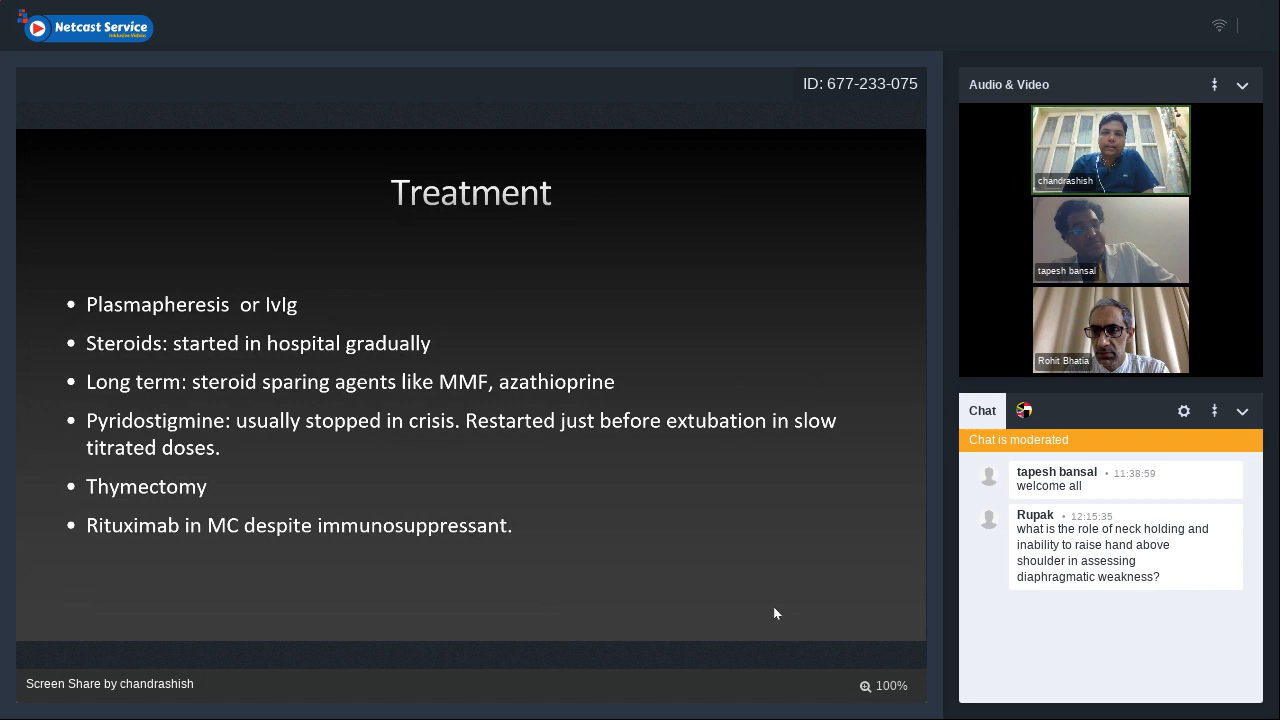 Netcast Service
ID: 677-233-075
Treatment
• Plasmapheresis or IvIg
• Steroids: started in hospital gradually
• Long term: steroid sparing agents like MMF, azathioprine
• Pyridostigmine: usually stopped in crisis. Restarted just before extubation in slow
titrated doses.
• Thymectomy
• Rituximab in MC despite immunosuppressant.
Screen Share by chandrashish
100%
Audio & Video
chandrashish
tapesh bansal
Rohit Bhatia
Chat
Chat is moderated
tapesh bansal • 11:38:59
welcome all
Rupak • 12:15:35
what is the role of neck holding and
inability to raise hand above
shoulder in assessing
diaphragmatic weakness?